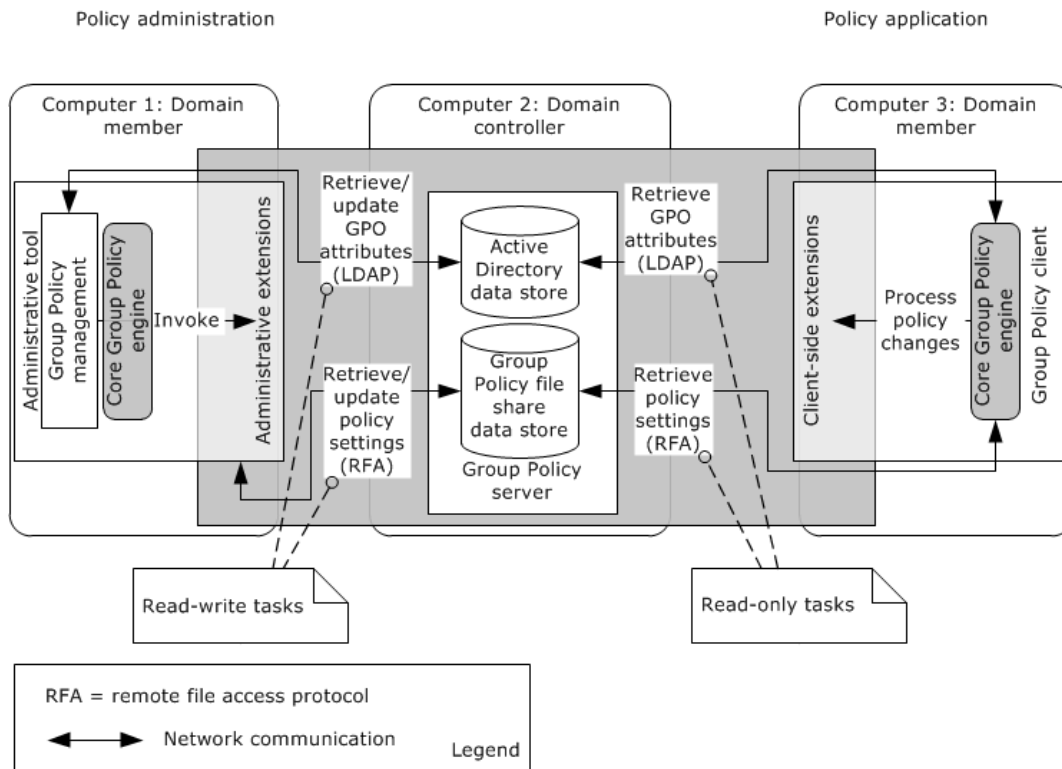 Policy administration
Policy application
Computer 1: Domain
member
Computer 2: Domain
controller
Computer 3: Domain
member
Administrative tool
Group Policy
management
Core Group Policy
engine
Invoke
Administrative extensions
Retrieve/
update
GPO
attributes
(LDAP)
Retrieve/
update
policy
settings
(RFA)
Active
Directory
data store
Group
Policy file
share
data store
Group Policy
server
Retrieve
GPO
attributes
(LDAP)
Retrieve
policy
settings
(RFA)
Client-side extensions
Process
policy
changes
Core Group Policy
engine
Group Policy client
Read-write tasks
Read-only tasks
RFA = remote file access protocol
Network communication
Legend